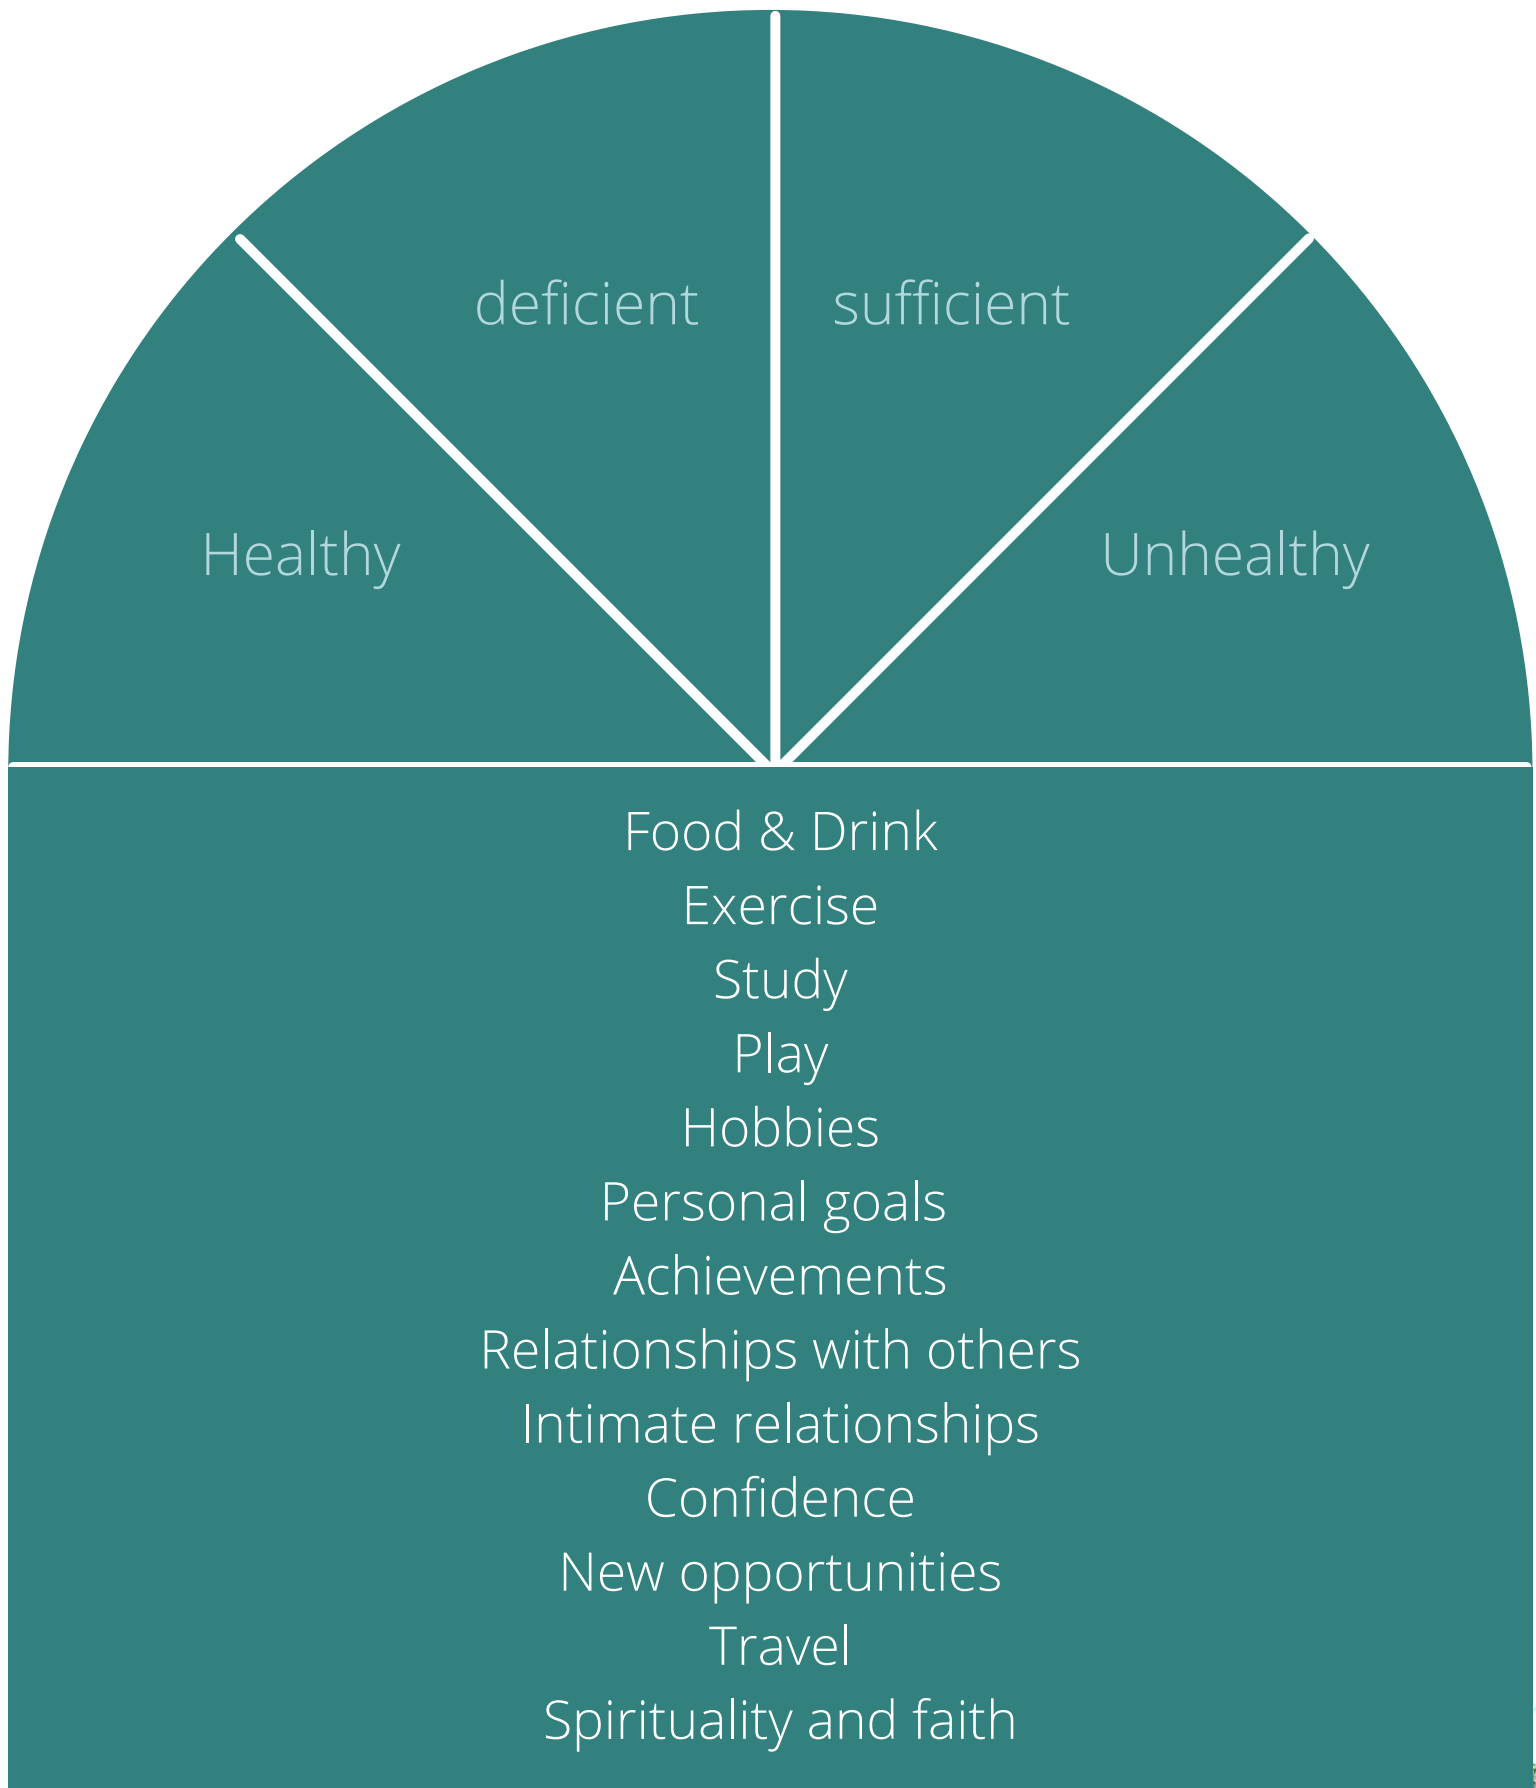 deficient sufficient
Healthy Unhealthy
Food & Drink
Exercise
Study
Play
Hobbies
Personal goals
Achievements
Relationships with others
Intimate relationships
Confidence
New opportunities
Travel
Spirituality and faith